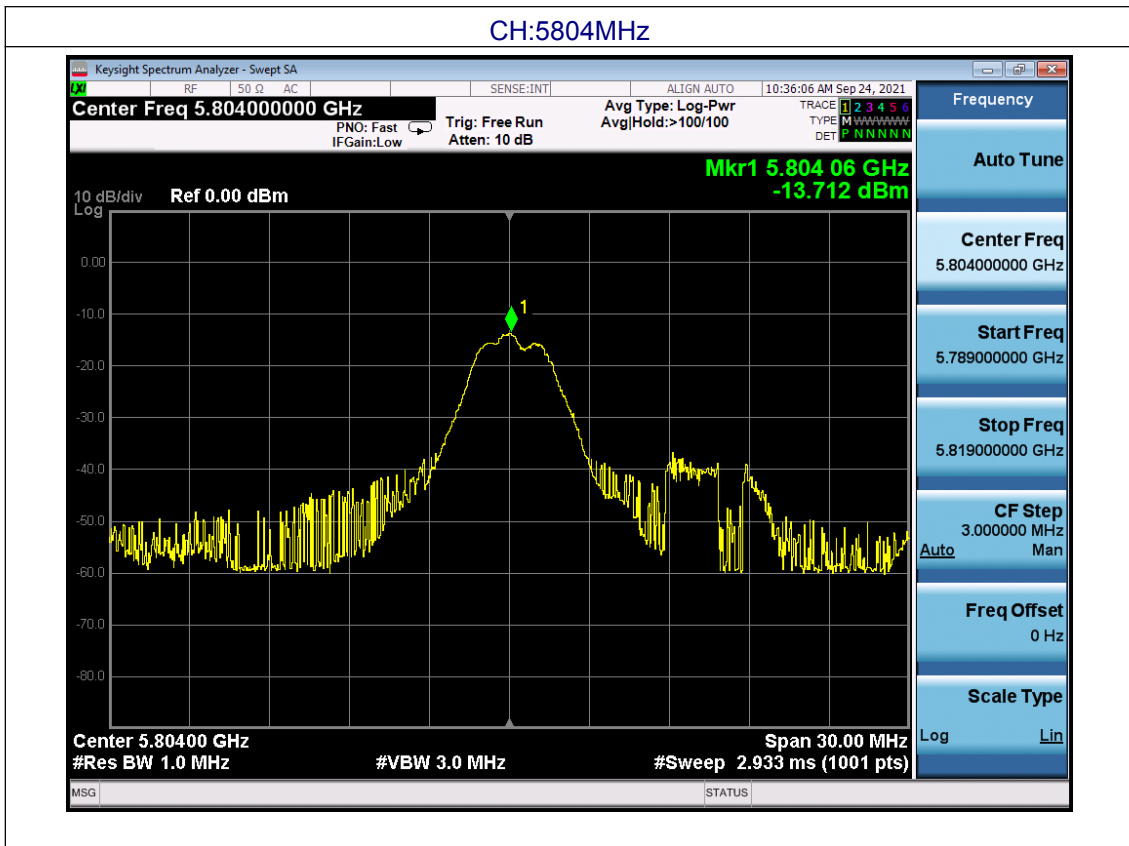 CH:5804MHz
Keysight Spectrum Analyzer - Swept SA
LXI RF 50 Ω AC SENSE:INT ALIGN AUTO 10:36:06 AM Sep 24, 2021
Center Freq 5.804000000 GHz
PNO: Fast
IFGain:Low
Trig: Free Run
Atten: 10 dB
Avg Type: Log-Pwr
Avg|Hold:>100/100
TRACE 1 2 3 4 5 6
TYPE M WWWWW
DET P N N N N N
Mkr1 5.804 06 GHz
-13.712 dBm
10 dB/div Ref 0.00 dBm
Log
0.00
-10.0
-20.0
-30.0
-40.0
-50.0
-60.0
-70.0
-80.0
1
Center 5.80400 GHz Span 30.00 MHz
#Res BW 1.0 MHz #VBW 3.0 MHz #Sweep 2.933 ms (1001 pts)
MSG STATUS
Frequency
Auto Tune
Center Freq
5.804000000 GHz
Start Freq
5.789000000 GHz
Stop Freq
5.819000000 GHz
CF Step
3.000000 MHz
Auto Man
Freq Offset
0 Hz
Scale Type
Log Lin